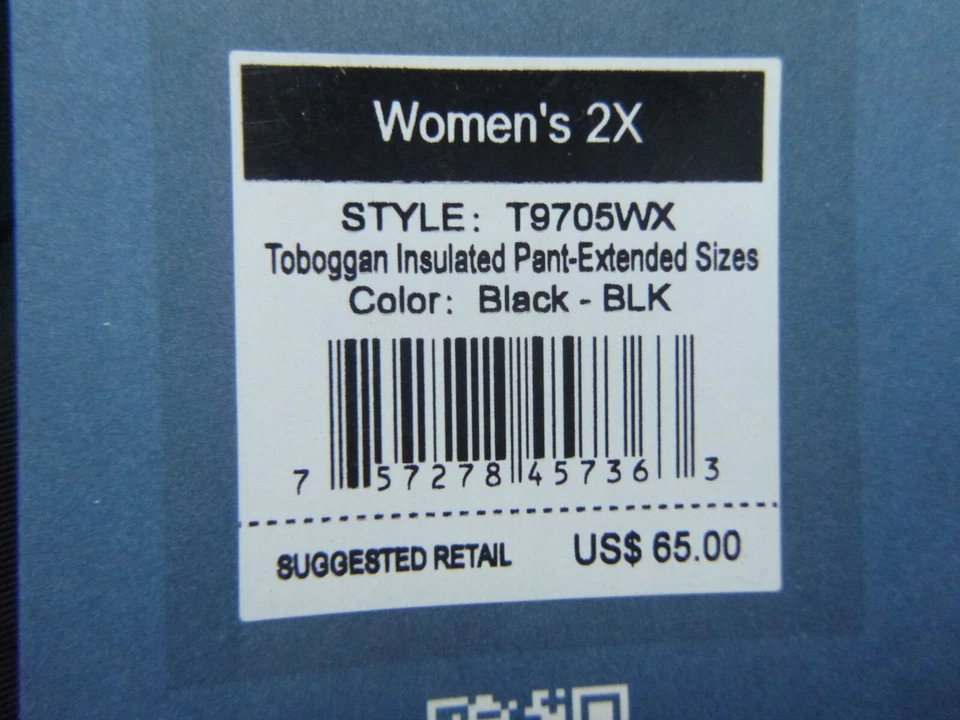 Women's 2X
STYLE: T9705WX
Toboggan Insulated Pant-Extended Sizes
Color: Black - BLK
7 57278 45736 3
SUGGESTED RETAIL US$ 65.00